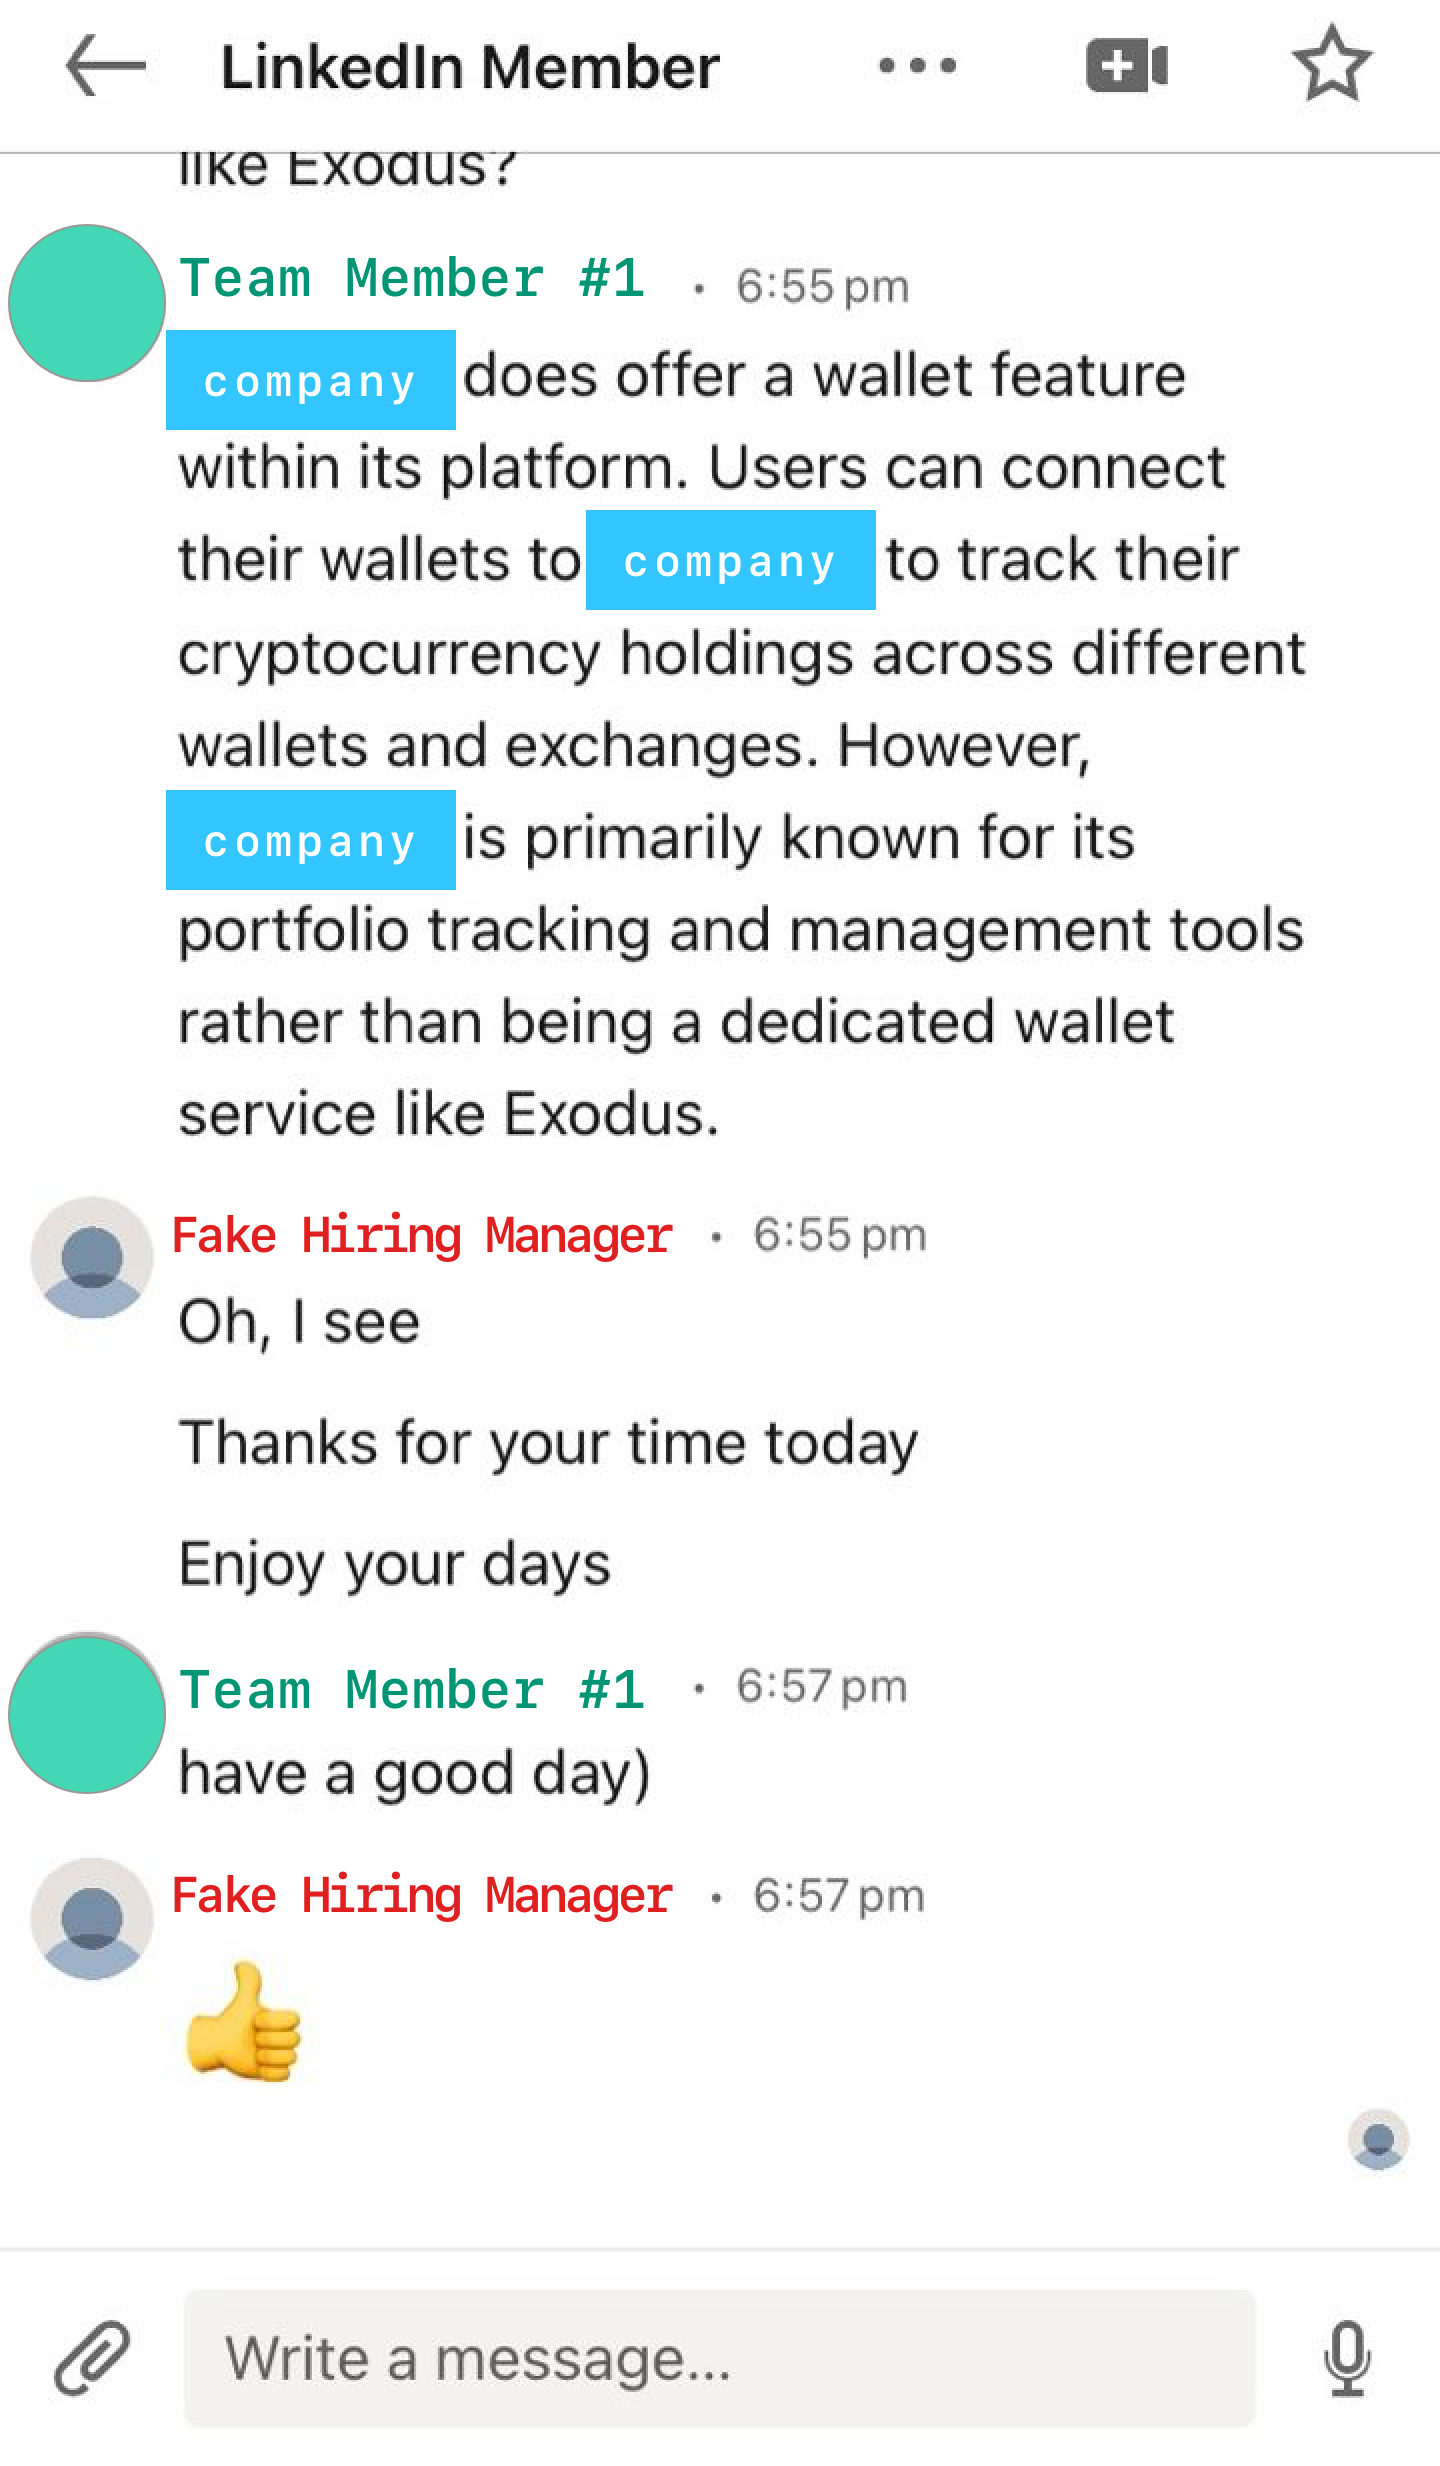 LinkedIn Member
like Exodus?
Team Member #1 • 6:55 pm
company does offer a wallet feature
within its platform. Users can connect
their wallets to company to track their
cryptocurrency holdings across different
wallets and exchanges. However,
company is primarily known for its
portfolio tracking and management tools
rather than being a dedicated wallet
service like Exodus.
Fake Hiring Manager • 6:55 pm
Oh, I see
Thanks for your time today
Enjoy your days
Team Member #1 • 6:57 pm
have a good day)
Fake Hiring Manager • 6:57 pm
👍
Write a message...